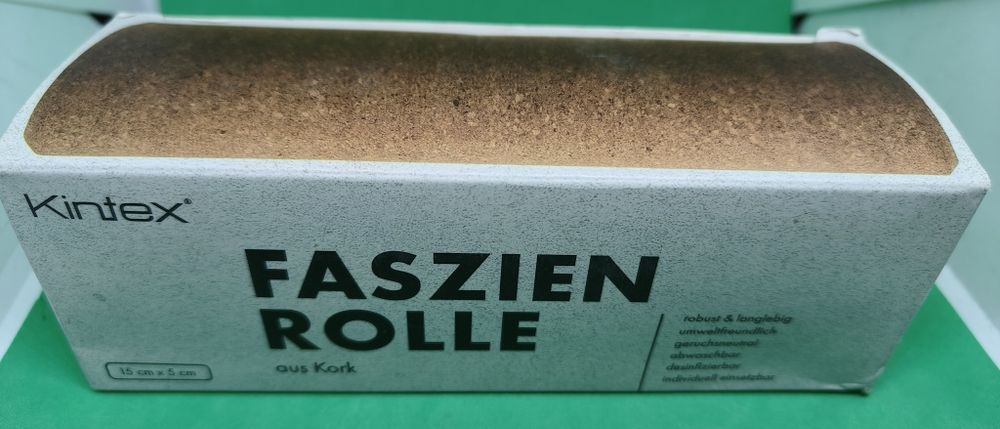 Kintex®
FASZIEN
ROLLE
aus Kork
15 cm x 5 cm
robust & langlebig
umweltfreundlich
geruchsneutral
abwaschbar
desinfizierbar
individuell einsetzbar